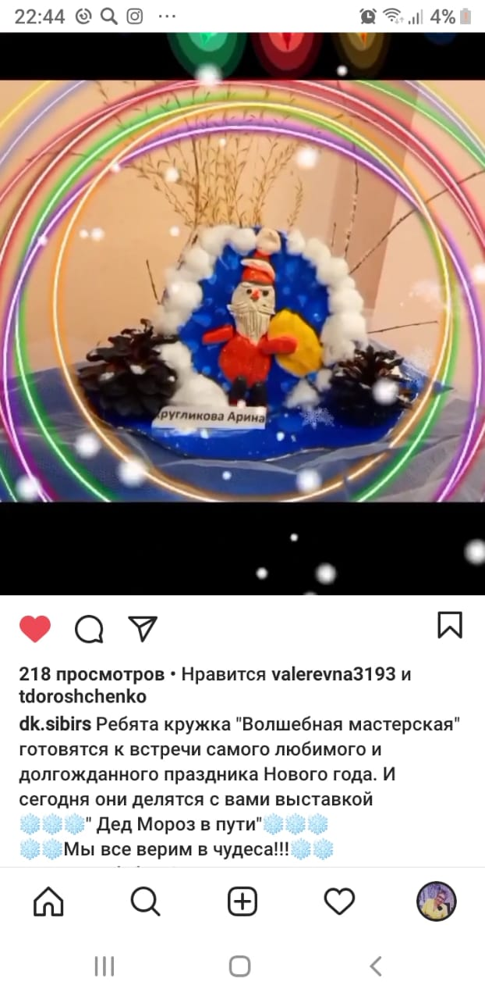 22:44 4%
Кругликова Арина
218 просмотров • Нравится valerevna3193 и
tdoroshchenko
dk.sibirs Ребята кружка "Волшебная мастерская"
готовятся к встречи самого любимого и
долгожданного праздника Нового года. И
сегодня они делятся с вами выставкой
❄️❄️❄️" Дед Мороз в пути"❄️❄️❄️
❄️❄️Мы все верим в чудеса!!!❄️❄️